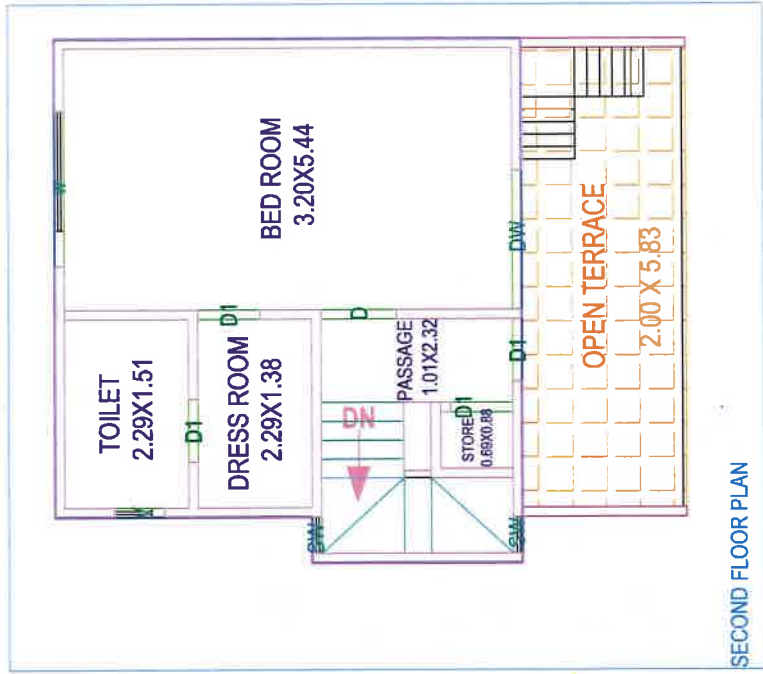 W
BED ROOM
3.20X5.44
TOILET
2.29X1.51
D1
D1
DRESS ROOM
2.29X1.38
D
W
DW
PASSAGE
1.01X2.32
DN
D1
D1
STORE
0.69X0.88
SW
SW
OPEN TERRACE
2.00 X 5.83
SECOND FLOOR PLAN